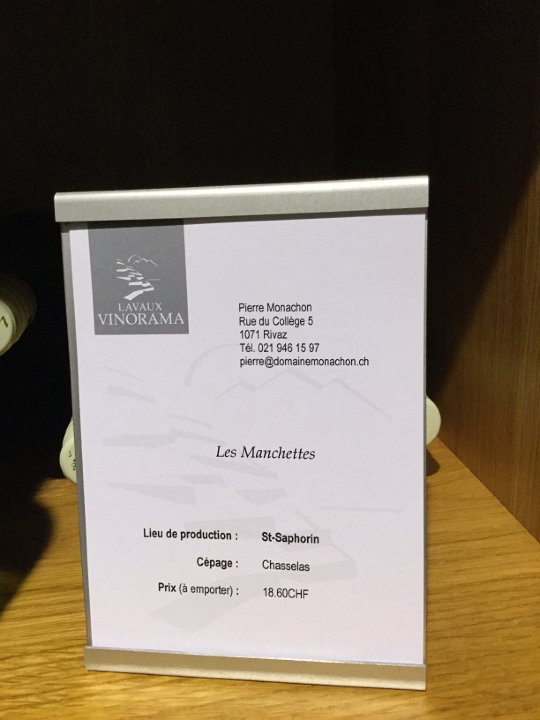 LAVAUX
VINORAMA
Pierre Monachon
Rue du Collège 5
1071 Rivaz
Tél. 021 946 15 97
pierre@domainemonachon.ch
Les Manchettes
Lieu de production : St-Saphorin
Cépage : Chasselas
Prix (à emporter) : 18.60CHF